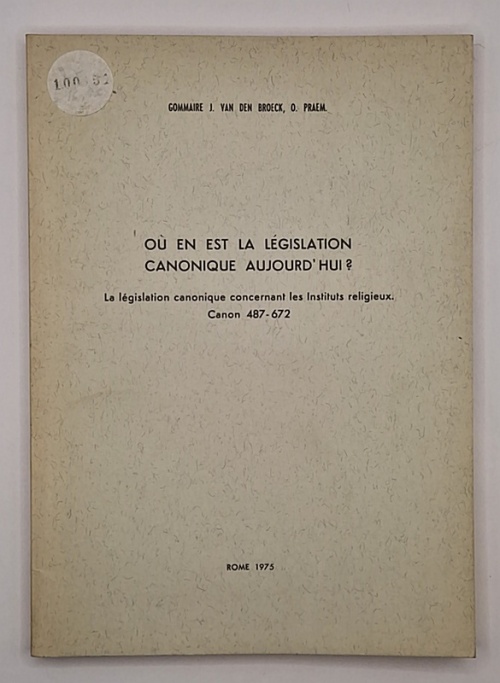 GOMMAIRE J. VAN DEN BROECK, O. PRAEM.
OÙ EN EST LA LÉGISLATION
CANONIQUE AUJOURD'HUI ?
La législation canonique concernant les Instituts religieux.
Canon 487-672
ROME 1975